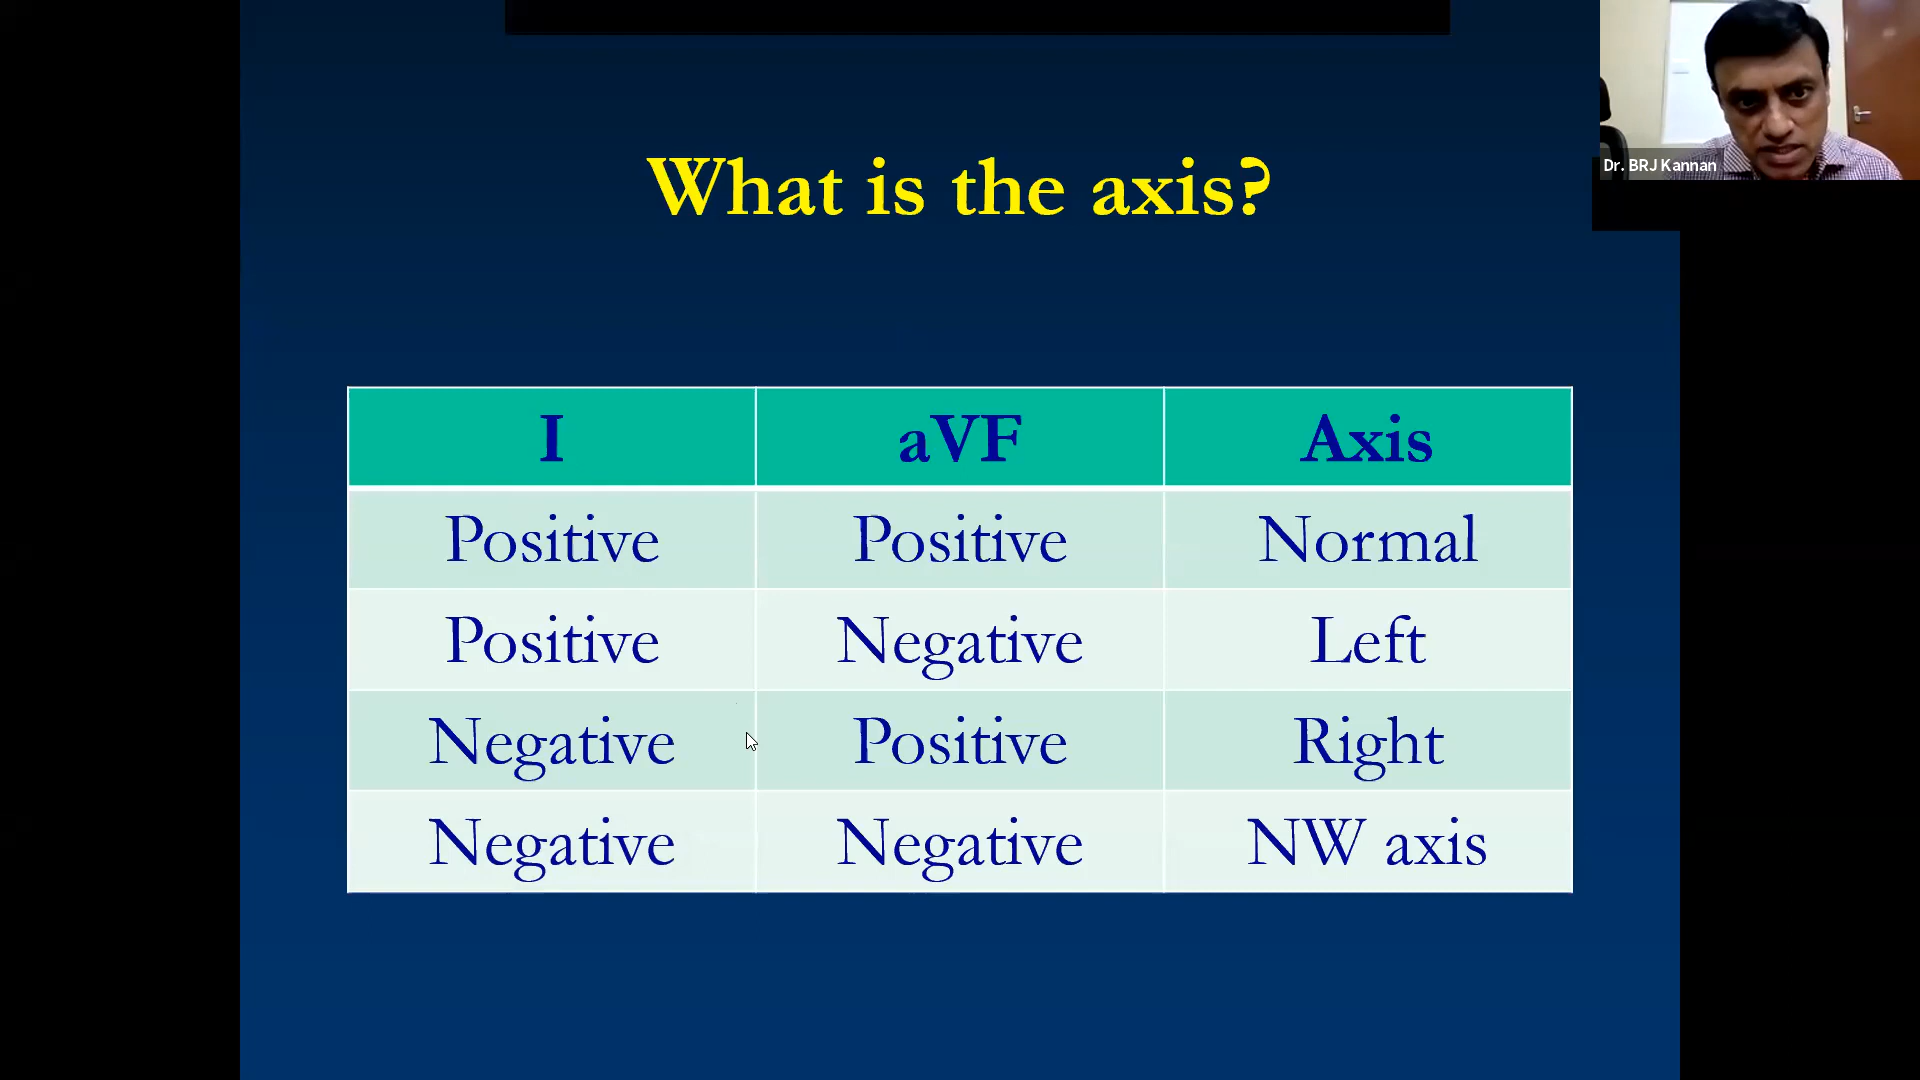 Dr. BRJ Kannan
What is the axis?
I aVF Axis
Positive Positive Normal
Positive Negative Left
Negative Positive Right
Negative Negative NW axis